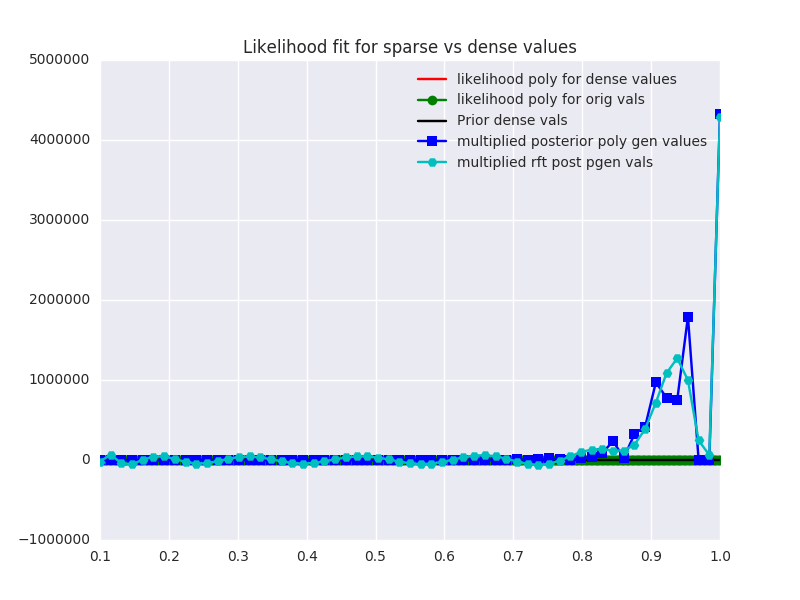 Likelihood fit for sparse vs dense values
5000000
4000000
3000000
2000000
1000000
0
−1000000
likelihood poly for dense values
likelihood poly for orig vals
Prior dense vals
multiplied posterior poly gen values
multiplied rft post pgen vals
0.1 0.2 0.3 0.4 0.5 0.6 0.7 0.8 0.9 1.0